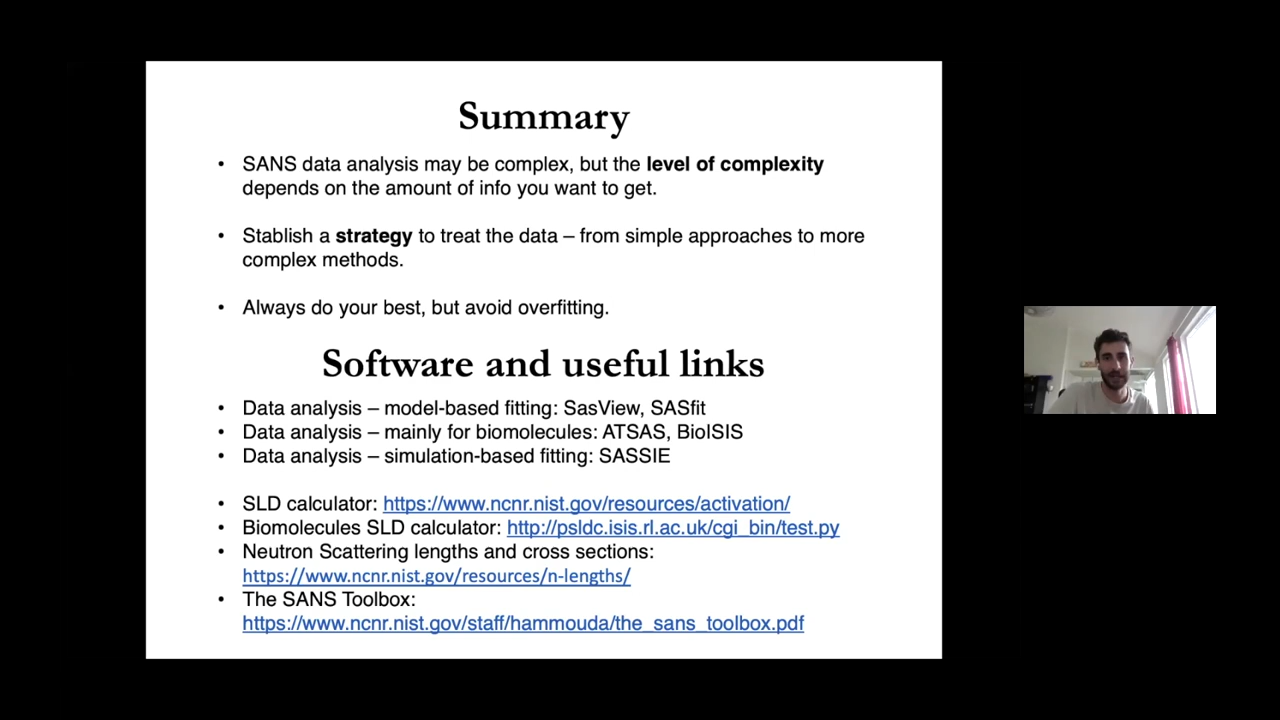 Summary
• SANS data analysis may be complex, but the level of complexity
depends on the amount of info you want to get.
• Stablish a strategy to treat the data – from simple approaches to more
complex methods.
• Always do your best, but avoid overfitting.
Software and useful links
• Data analysis – model-based fitting: SasView, SASfit
• Data analysis – mainly for biomolecules: ATSAS, BioISIS
• Data analysis – simulation-based fitting: SASSIE
• SLD calculator: https://www.ncnr.nist.gov/resources/activation/
• Biomolecules SLD calculator: http://psldc.isis.rl.ac.uk/cgi_bin/test.py
• Neutron Scattering lengths and cross sections:
https://www.ncnr.nist.gov/resources/n-lengths/
• The SANS Toolbox:
https://www.ncnr.nist.gov/staff/hammouda/the_sans_toolbox.pdf